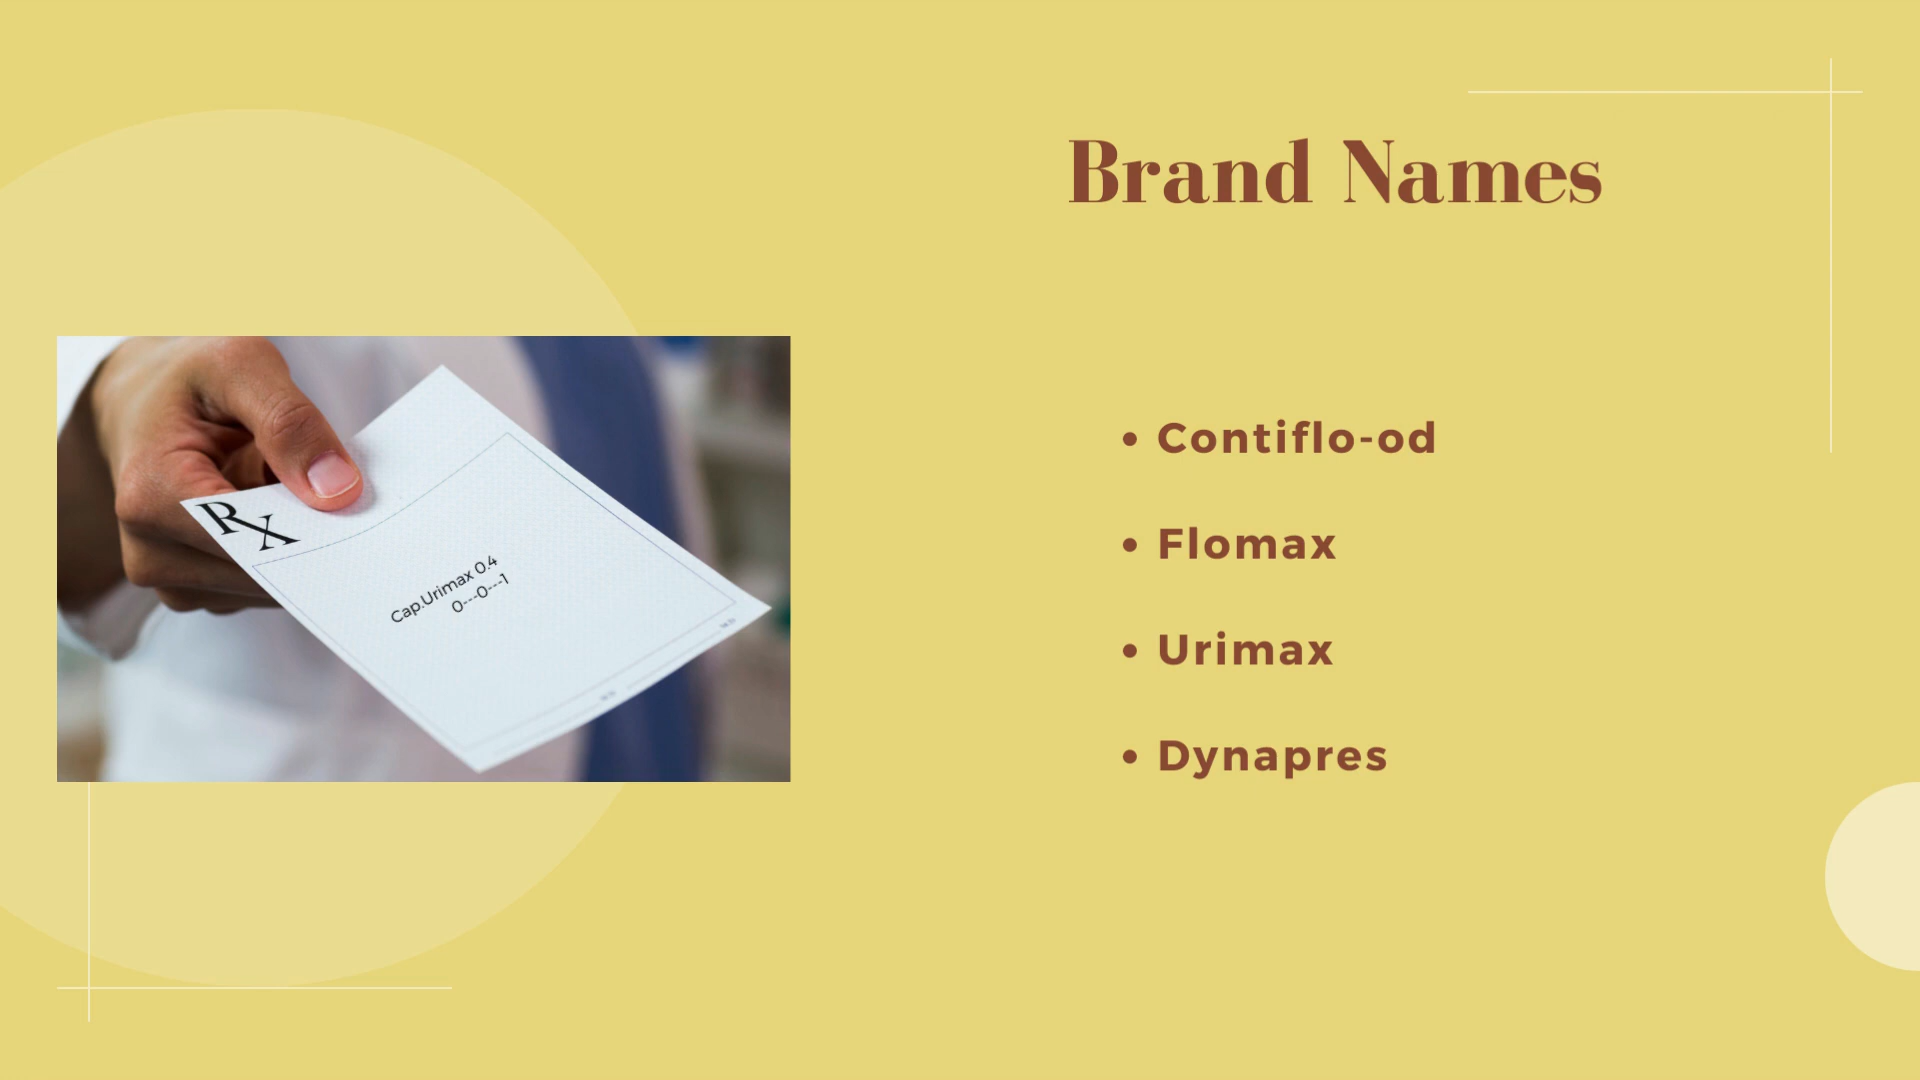 Brand Names
Rx
Cap.Urimax 0.4
0---0---1
• Contiflo-od
• Flomax
• Urimax
• Dynapres